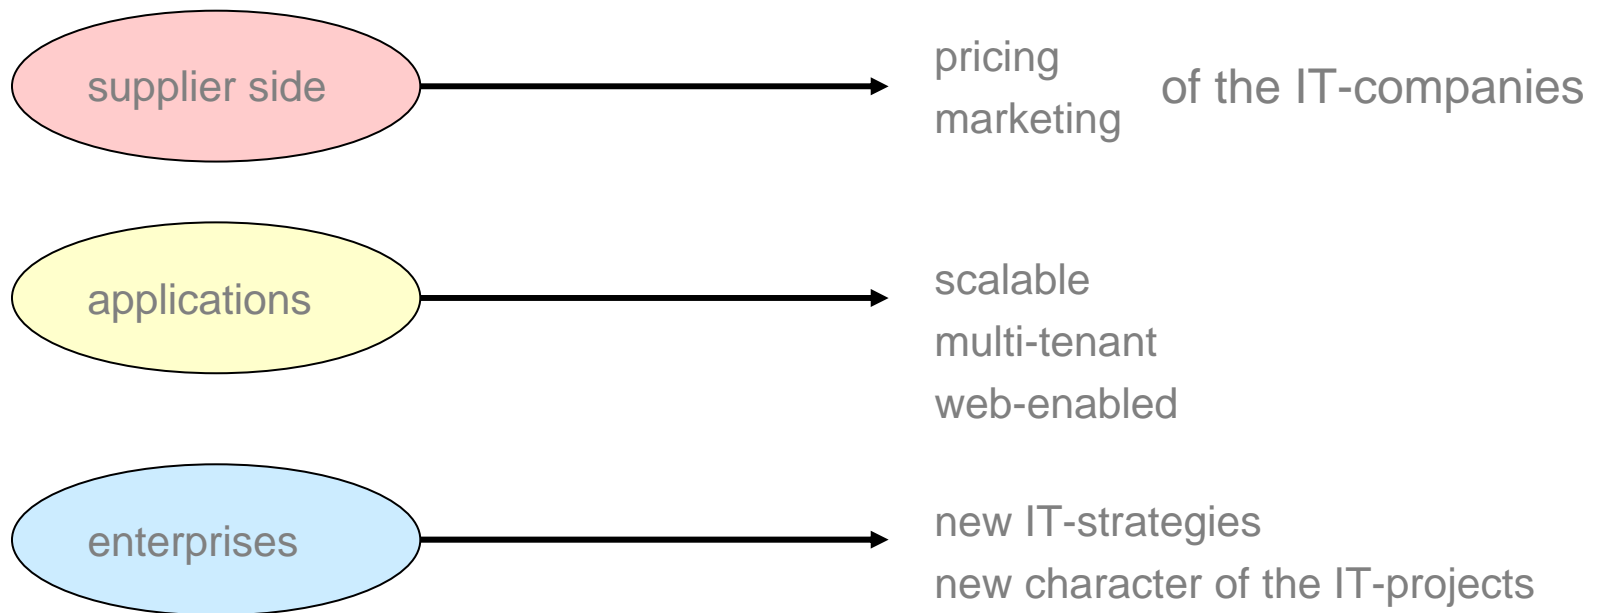 supplier side
pricing
marketing
of the IT-companies
applications
scalable
multi-tenant
web-enabled
enterprises
new IT-strategies
new character of the IT-projects